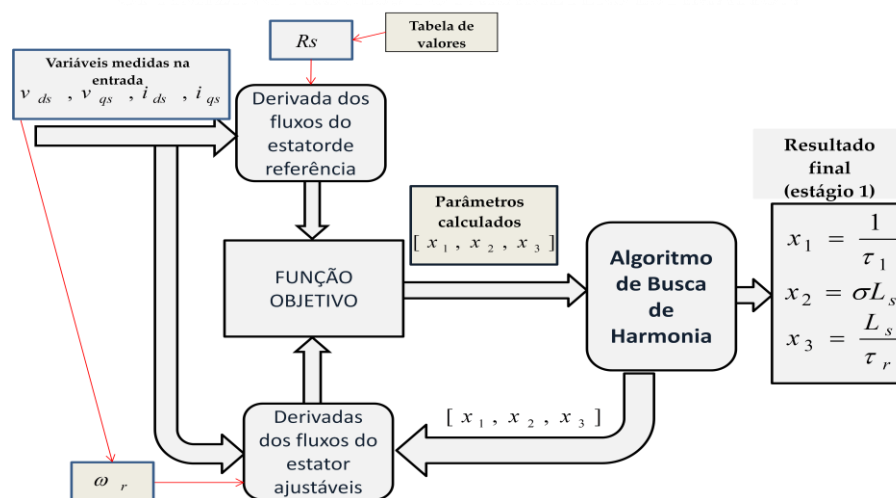 Tabela de
valores
Rs
Variáveis medidas na
entrada
v ds , v qs , i ds , i qs
Derivada dos
fluxos do
estatorde
referência
Resultado
final
(estágio 1)
Parâmetros
calculados
[ x 1 , x 2 , x 3 ]
FUNÇÃO
OBJETIVO
Algoritmo
de Busca
de
Harmonia
x 1 = 1 / τ 1
x 2 = σL s
x 3 = L s / τ r
[ x 1 , x 2 , x 3 ]
Derivadas
dos fluxos do
estator
ajustáveis
ω r